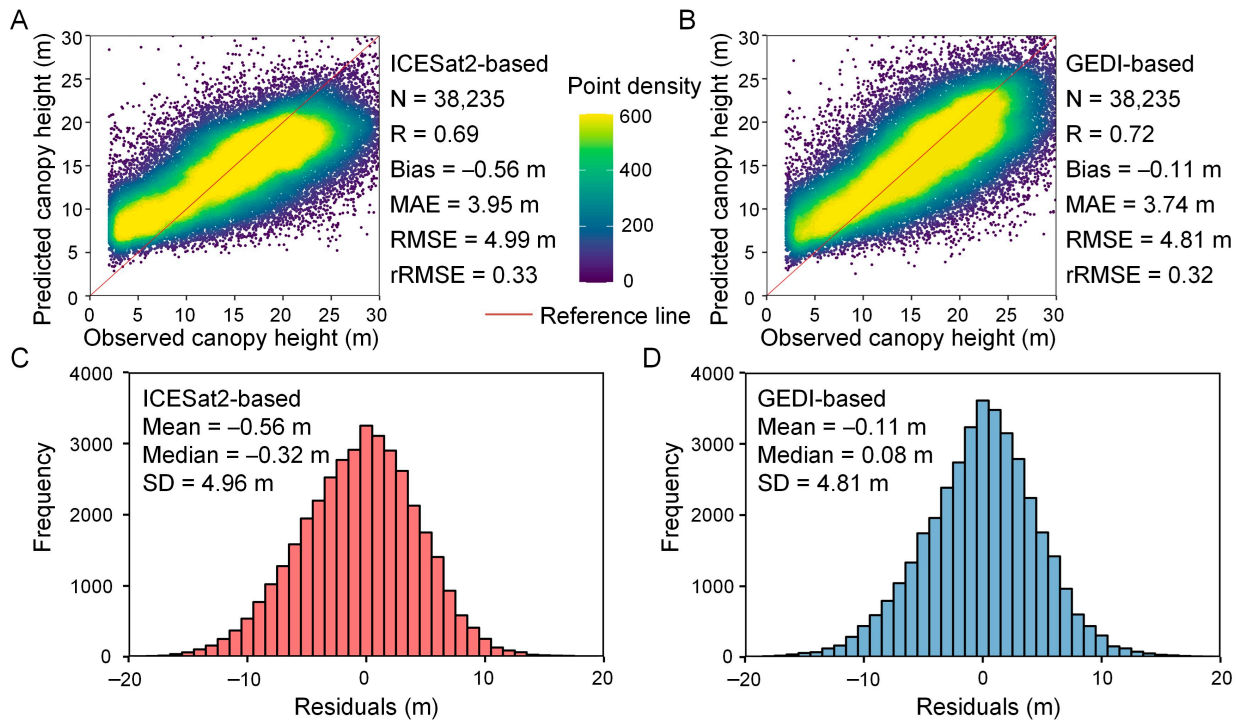 A
Predicted canopy height (m)
30
25
20
15
10
5
0
0 5 10 15 20 25 30
Observed canopy height (m)
ICESat2-based
N = 38,235
R = 0.69
Bias = –0.56 m
MAE = 3.95 m
RMSE = 4.99 m
rRMSE = 0.33
Point density
600
400
200
0
Reference line
B
Predicted canopy height (m)
30
25
20
15
10
5
0
0 5 10 15 20 25 30
Observed canopy height (m)
GEDI-based
N = 38,235
R = 0.72
Bias = –0.11 m
MAE = 3.74 m
RMSE = 4.81 m
rRMSE = 0.32
C
Frequency
4000
3000
2000
1000
0
ICESat2-based
Mean = –0.56 m
Median = –0.32 m
SD = 4.96 m
–20 –10 0 10 20
Residuals (m)
D
Frequency
4000
3000
2000
1000
0
GEDI-based
Mean = –0.11 m
Median = 0.08 m
SD = 4.81 m
–20 –10 0 10 20
Residuals (m)